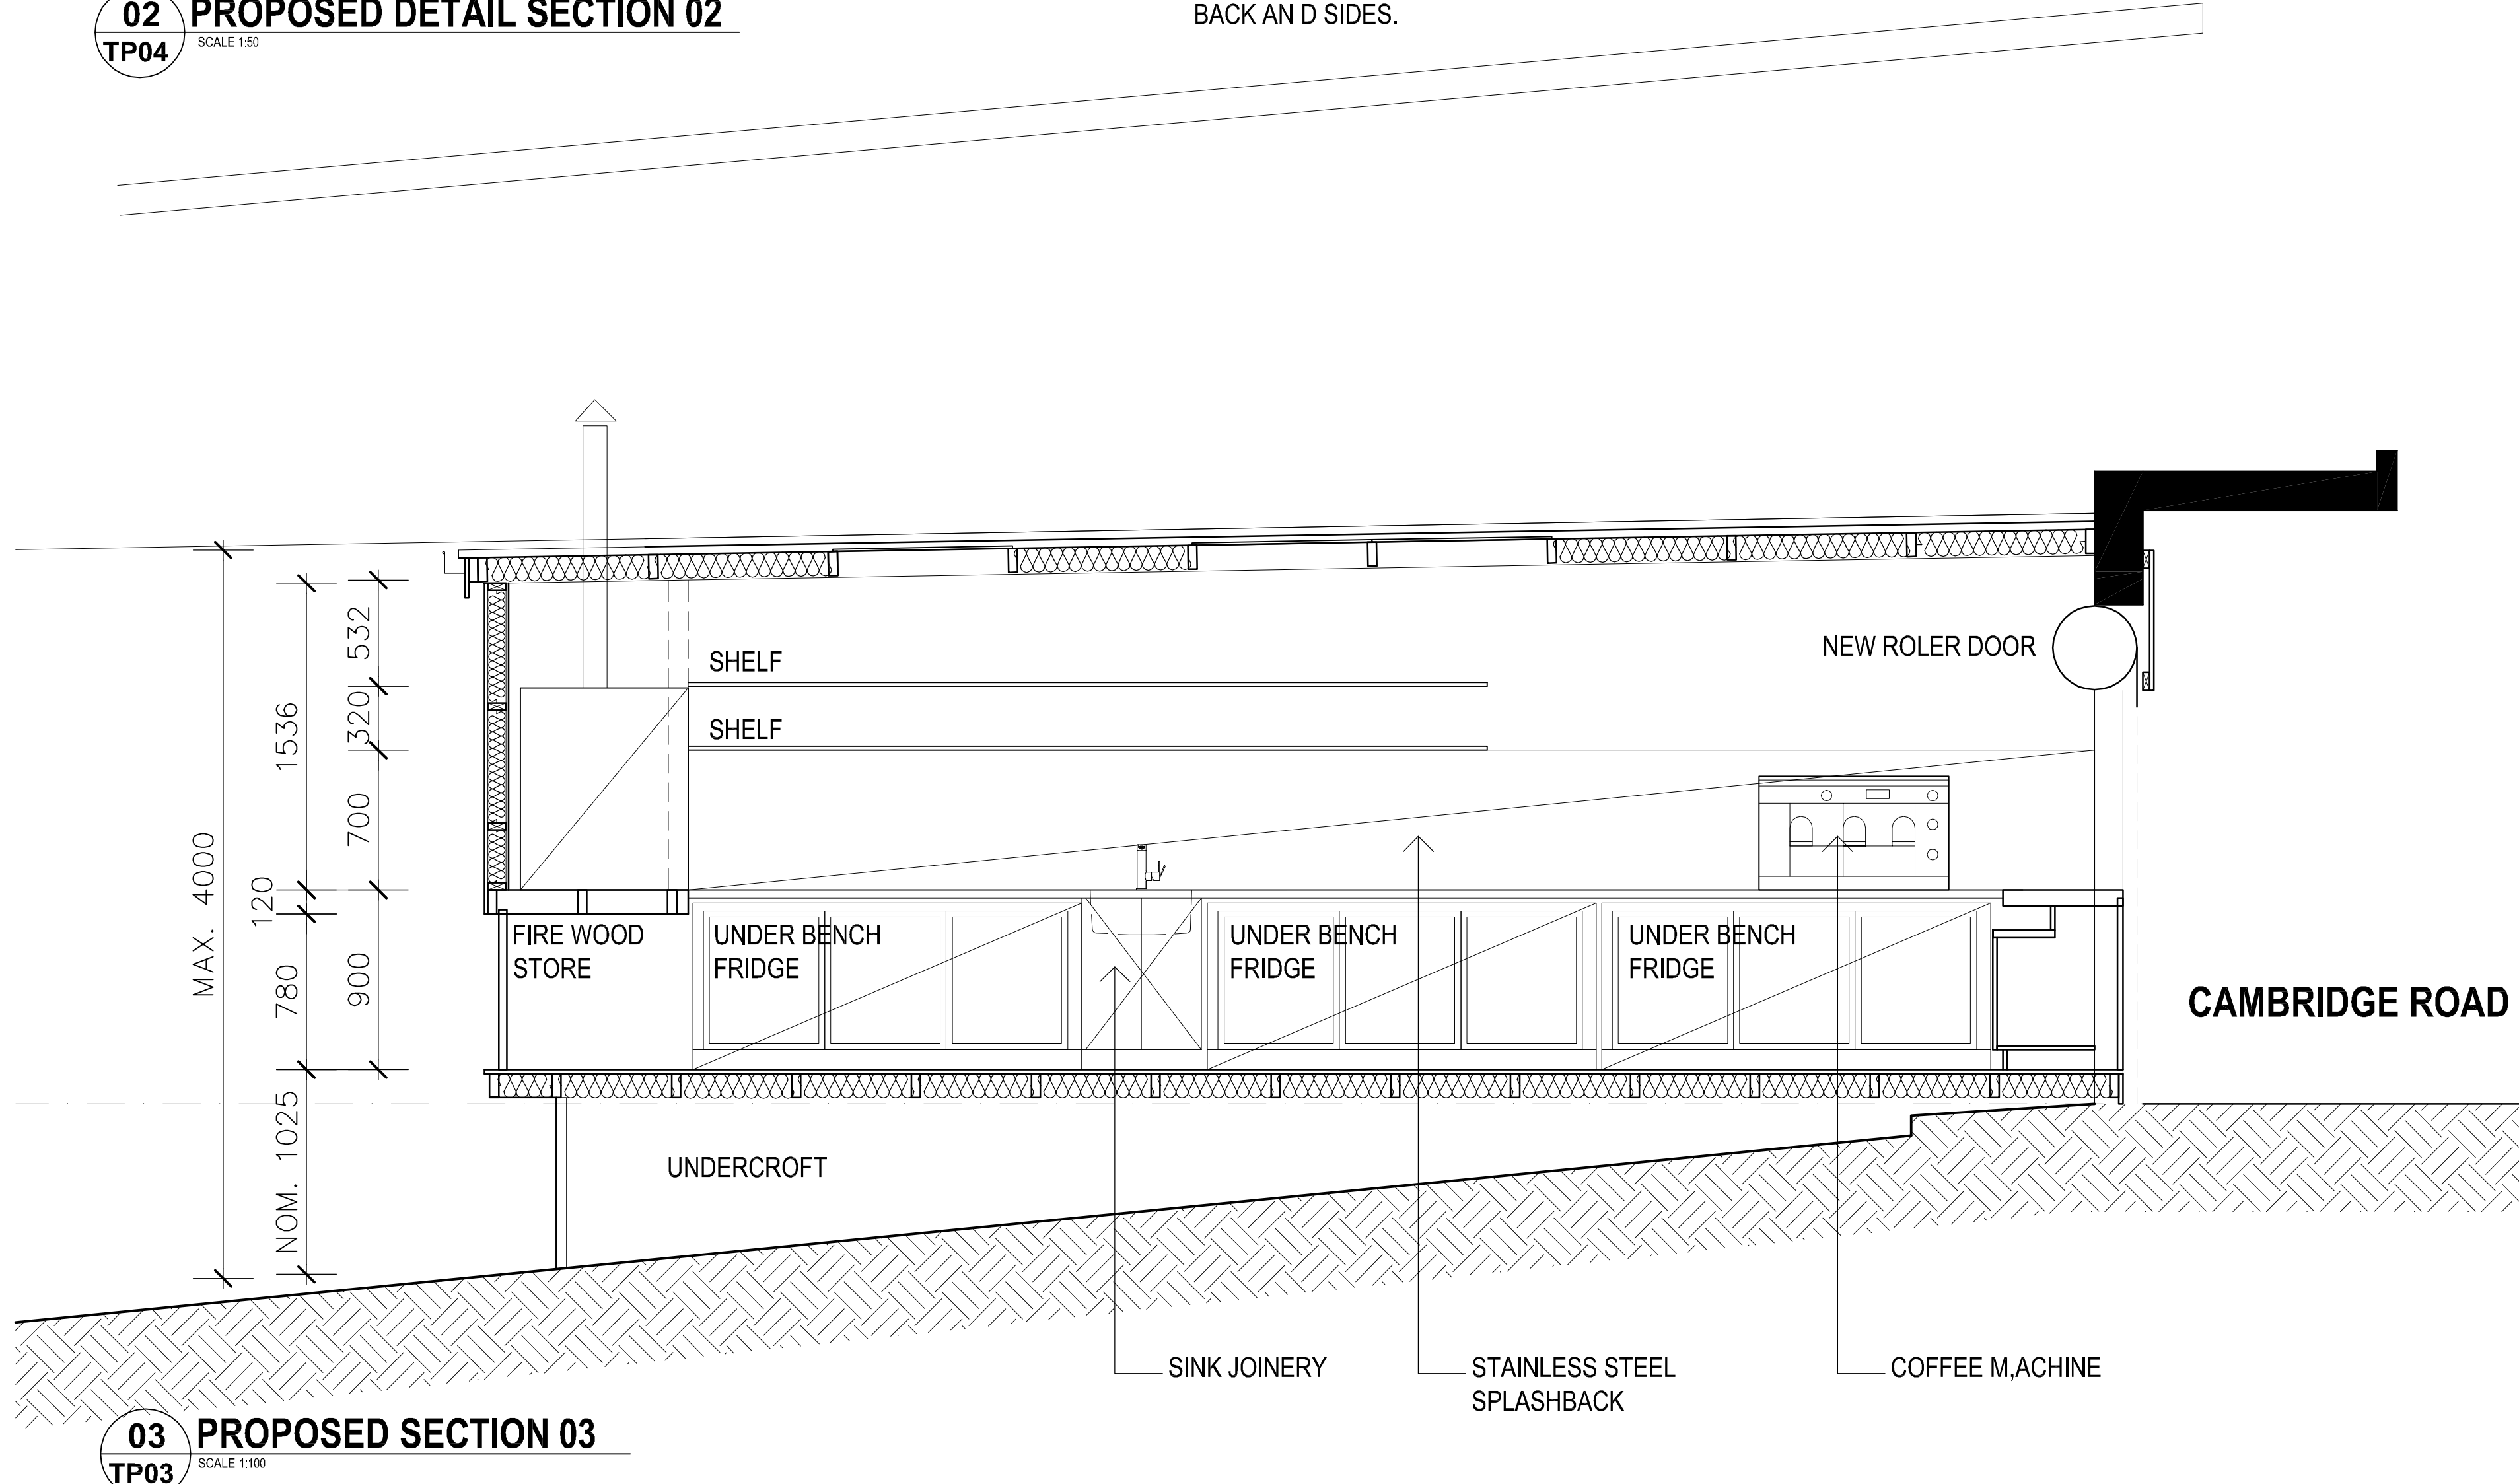 02
TP04
PROPOSED DETAIL SECTION 02
SCALE 1:50
BACK AN D SIDES.
MAX. 4000
1536
120
780
NOM. 1025
532
320
700
900
SHELF
SHELF
NEW ROLER DOOR
FIRE WOOD
STORE
UNDER BENCH
FRIDGE
UNDER BENCH
FRIDGE
UNDER BENCH
FRIDGE
CAMBRIDGE ROAD
UNDERCROFT
SINK JOINERY
STAINLESS STEEL
SPLASHBACK
COFFEE M,ACHINE
03
TP03
PROPOSED SECTION 03
SCALE 1:100